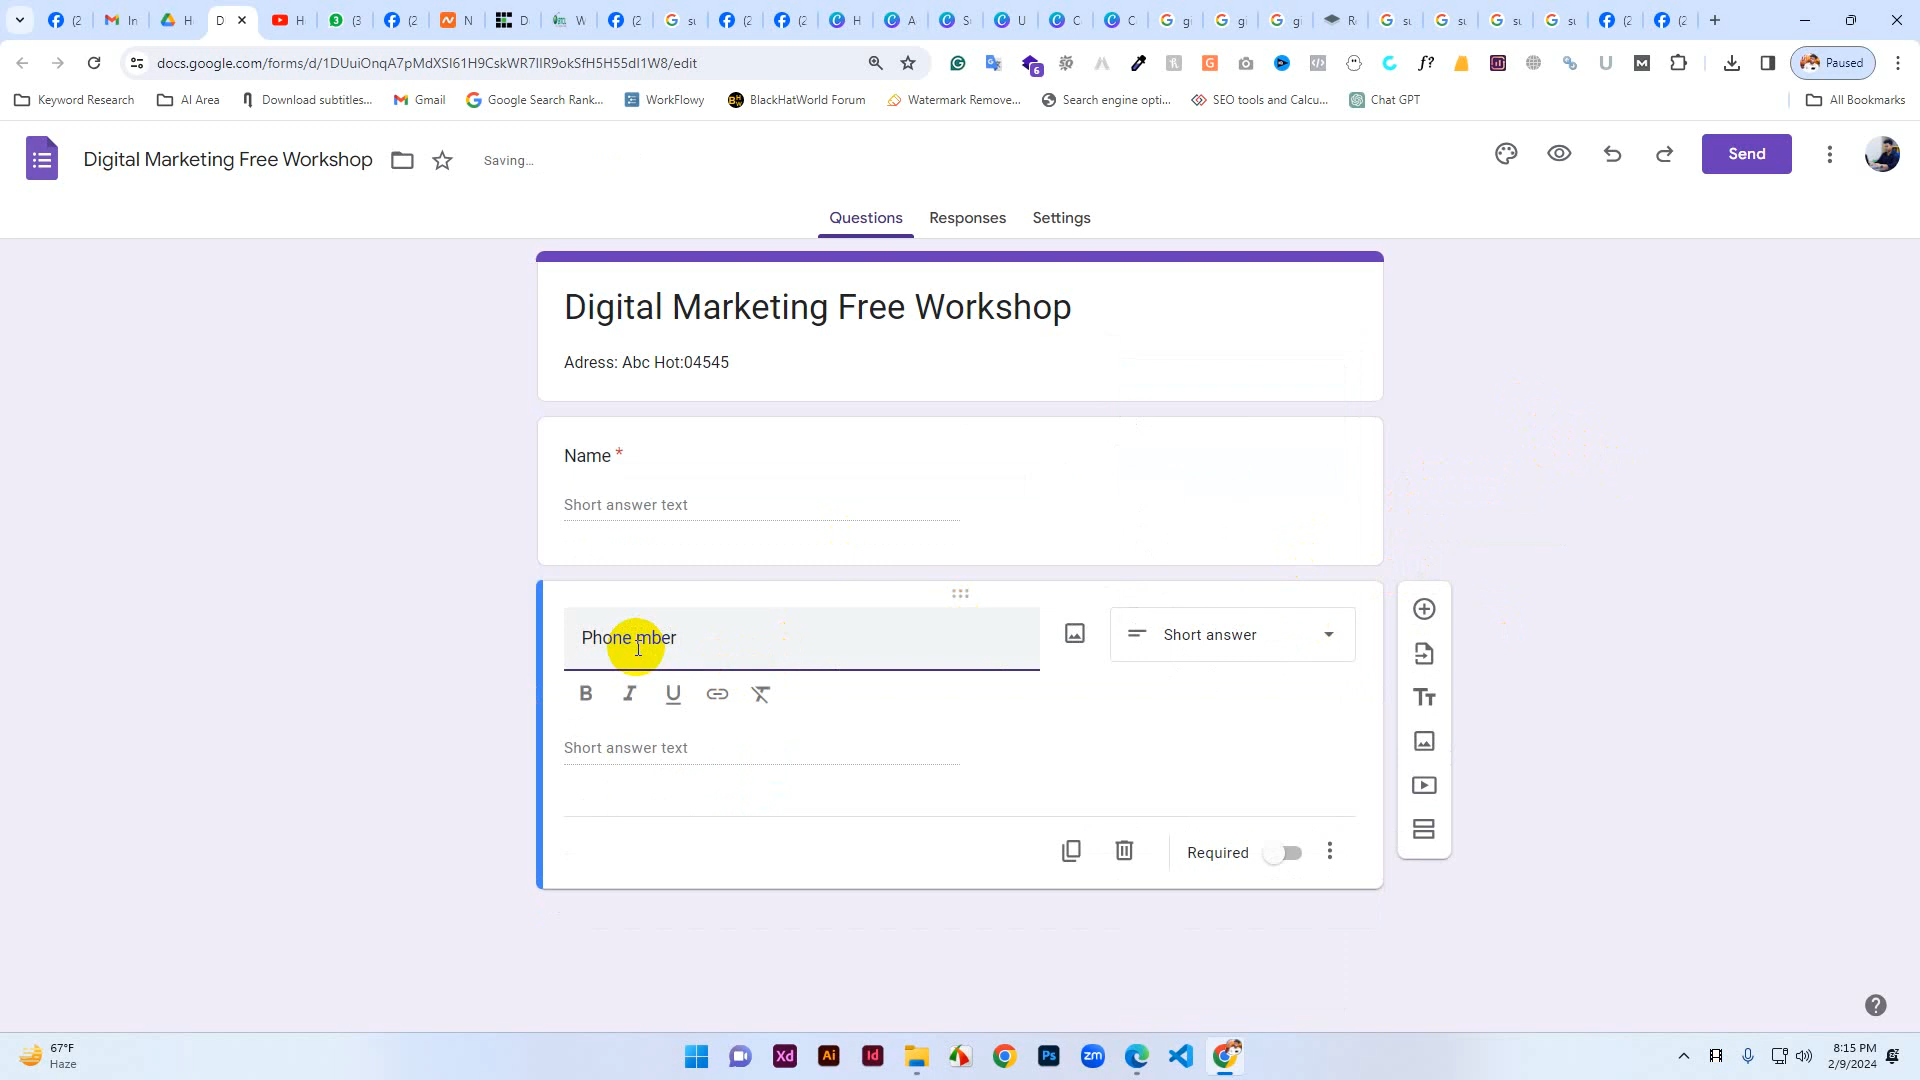 docs.google.com/forms/d/1DUuiOnqA7pMdXSI61H9CskWR7IIR9okSfH5H55dI1W8/edit
Paused
Keyword Research
AI Area
Download subtitles...
Gmail
Google Search Rank...
WorkFlowy
BlackHatWorld Forum
Watermark Remove...
Search engine opti...
SEO tools and Calcu...
Chat GPT
All Bookmarks
Digital Marketing Free Workshop
Saving...
Send
Questions
Responses
Settings
Digital Marketing Free Workshop
Adress: Abc Hot:04545
Name *
Short answer text
Phone mber
Short answer
B I U
Short answer text
Required
67°F
Haze
8:15 PM
2/9/2024